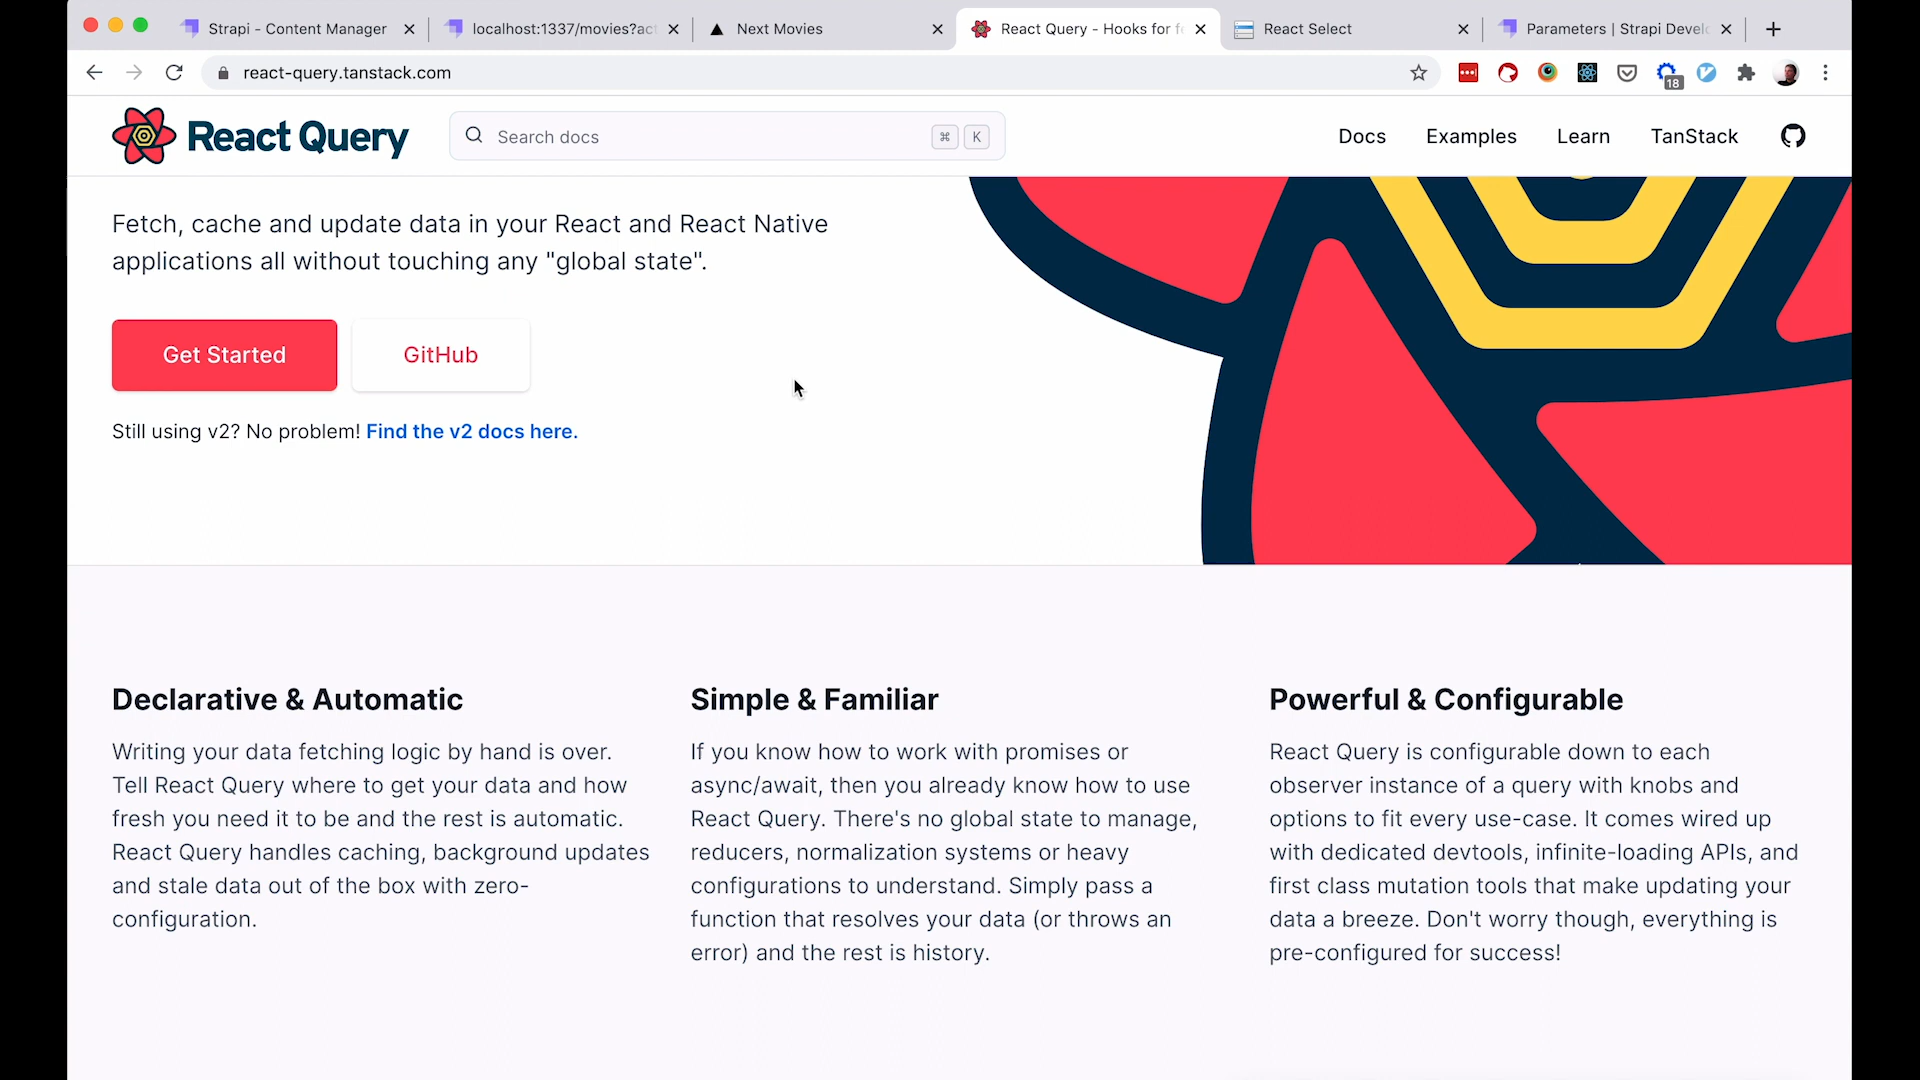 Strapi - Content Manager
localhost:1337/movies?act
Next Movies
React Query - Hooks for fe
React Select
Parameters | Strapi Develo
react-query.tanstack.com
18
React Query
Search docs
⌘ K
Docs
Examples
Learn
TanStack
Fetch, cache and update data in your React and React Native
applications all without touching any "global state".
Get Started
GitHub
Still using v2? No problem! Find the v2 docs here.
Declarative & Automatic
Writing your data fetching logic by hand is over.
Tell React Query where to get your data and how
fresh you need it to be and the rest is automatic.
React Query handles caching, background updates
and stale data out of the box with zero-
configuration.
Simple & Familiar
If you know how to work with promises or
async/await, then you already know how to use
React Query. There's no global state to manage,
reducers, normalization systems or heavy
configurations to understand. Simply pass a
function that resolves your data (or throws an
error) and the rest is history.
Powerful & Configurable
React Query is configurable down to each
observer instance of a query with knobs and
options to fit every use-case. It comes wired up
with dedicated devtools, infinite-loading APIs, and
first class mutation tools that make updating your
data a breeze. Don't worry though, everything is
pre-configured for success!